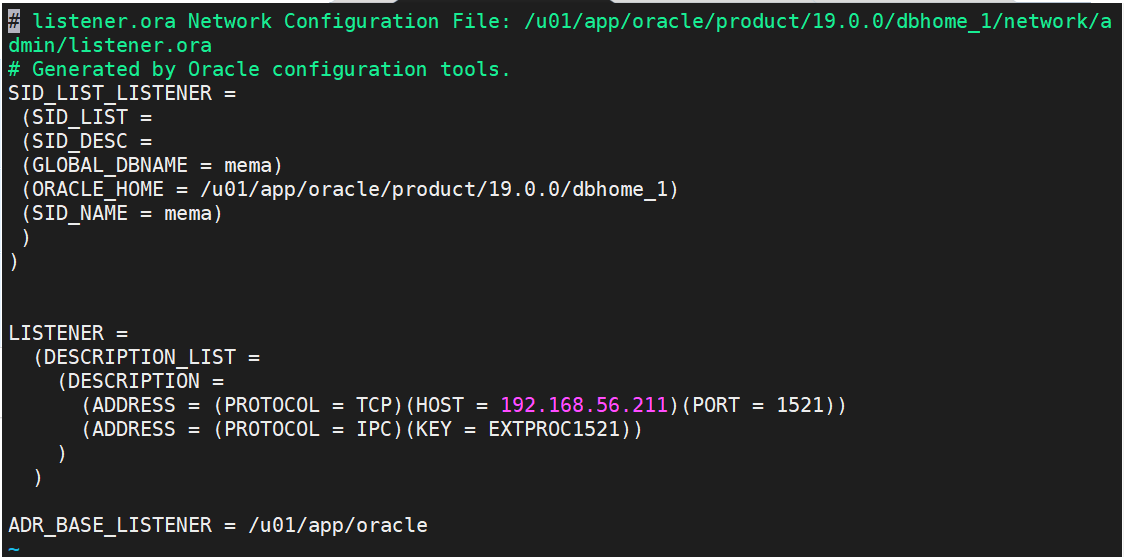 # listener.ora Network Configuration File: /u01/app/oracle/product/19.0.0/dbhome_1/network/a
dmin/listener.ora
# Generated by Oracle configuration tools.
SID_LIST_LISTENER =
 (SID_LIST =
 (SID_DESC =
 (GLOBAL_DBNAME = mema)
 (ORACLE_HOME = /u01/app/oracle/product/19.0.0/dbhome_1)
 (SID_NAME = mema)
 )
)
LISTENER =
  (DESCRIPTION_LIST =
    (DESCRIPTION =
      (ADDRESS = (PROTOCOL = TCP)(HOST = 192.168.56.211)(PORT = 1521))
      (ADDRESS = (PROTOCOL = IPC)(KEY = EXTPROC1521))
    )
  )
ADR_BASE_LISTENER = /u01/app/oracle
~